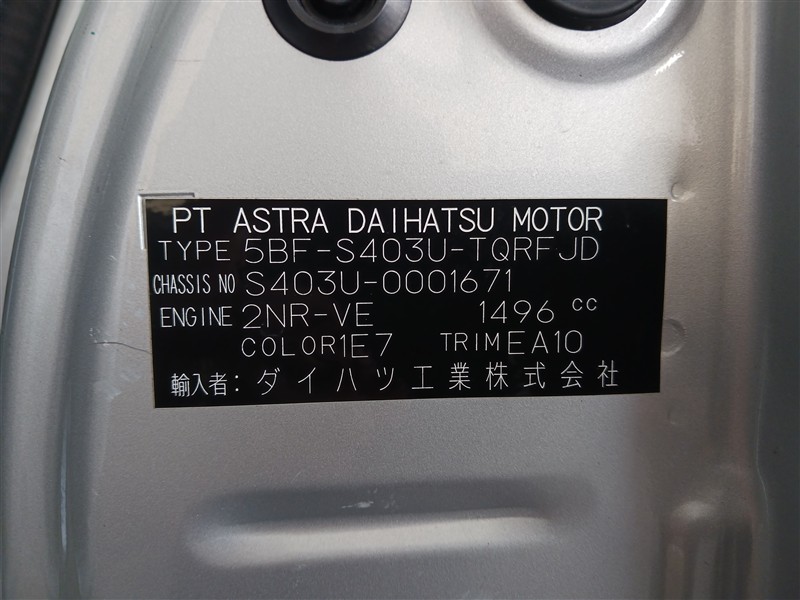 PT ASTRA DAIHATSU MOTOR
TYPE 5BF-S403U-TQRFJD
CHASSIS NO S403U-0001671
ENGINE 2NR-VE 1496 cc
COLOR 1E7 TRIM EA10
輸入者: ダイハツ工業株式会社